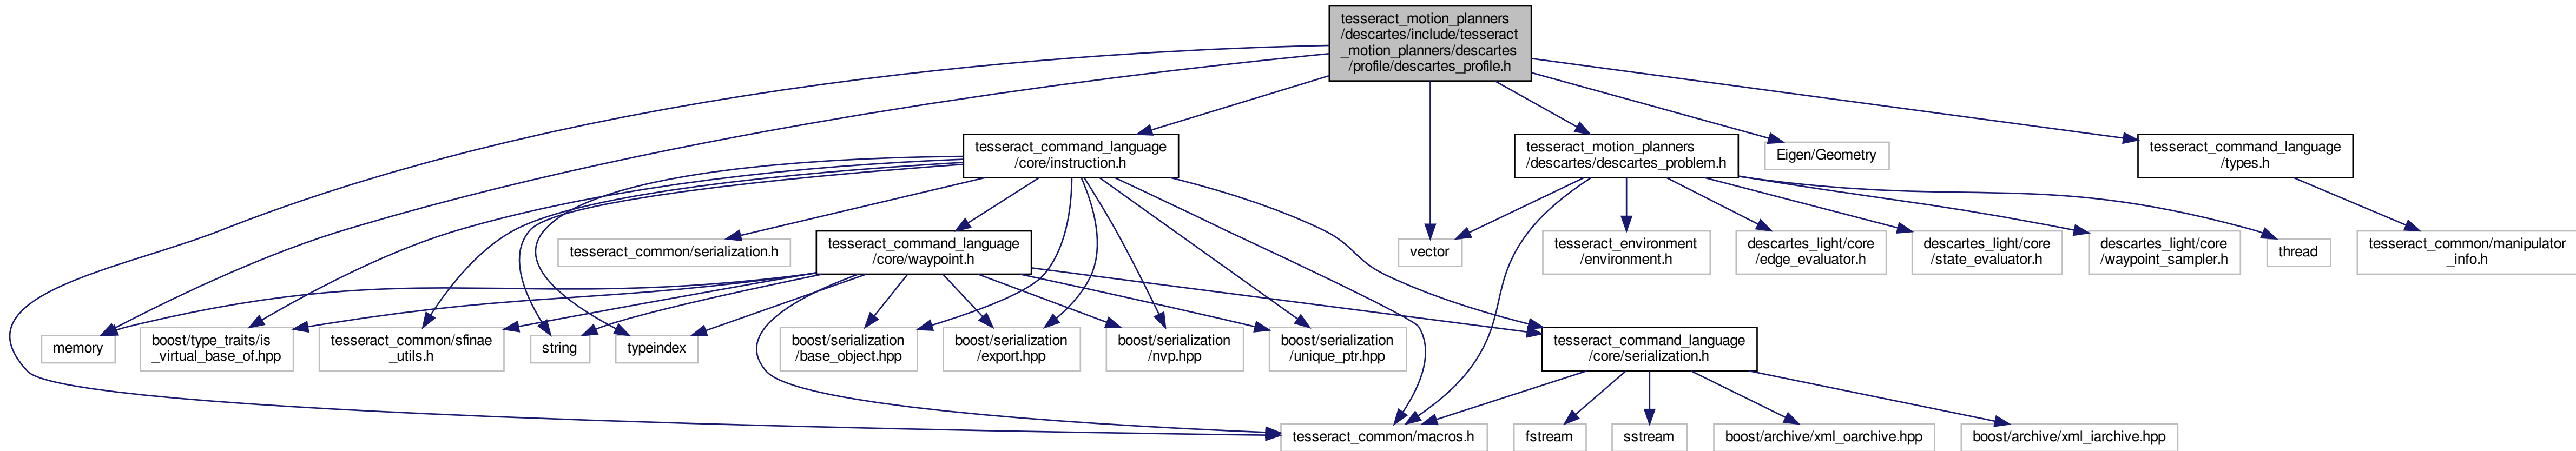 tesseract_motion_planners
/descartes/include/tesseract
_motion_planners/descartes
/profile/descartes_profile.h
tesseract_command_language
/core/instruction.h
tesseract_motion_planners
/descartes/descartes_problem.h
Eigen/Geometry
tesseract_command_language
/types.h
tesseract_common/serialization.h
tesseract_command_language
/core/waypoint.h
vector
tesseract_environment
/environment.h
descartes_light/core
/edge_evaluator.h
descartes_light/core
/state_evaluator.h
descartes_light/core
/waypoint_sampler.h
thread
tesseract_common/manipulator
_info.h
memory
boost/type_traits/is
_virtual_base_of.hpp
tesseract_common/sfinae
_utils.h
string
typeindex
boost/serialization
/base_object.hpp
boost/serialization
/export.hpp
boost/serialization
/nvp.hpp
boost/serialization
/unique_ptr.hpp
tesseract_command_language
/core/serialization.h
tesseract_common/macros.h
fstream
sstream
boost/archive/xml_oarchive.hpp
boost/archive/xml_iarchive.hpp